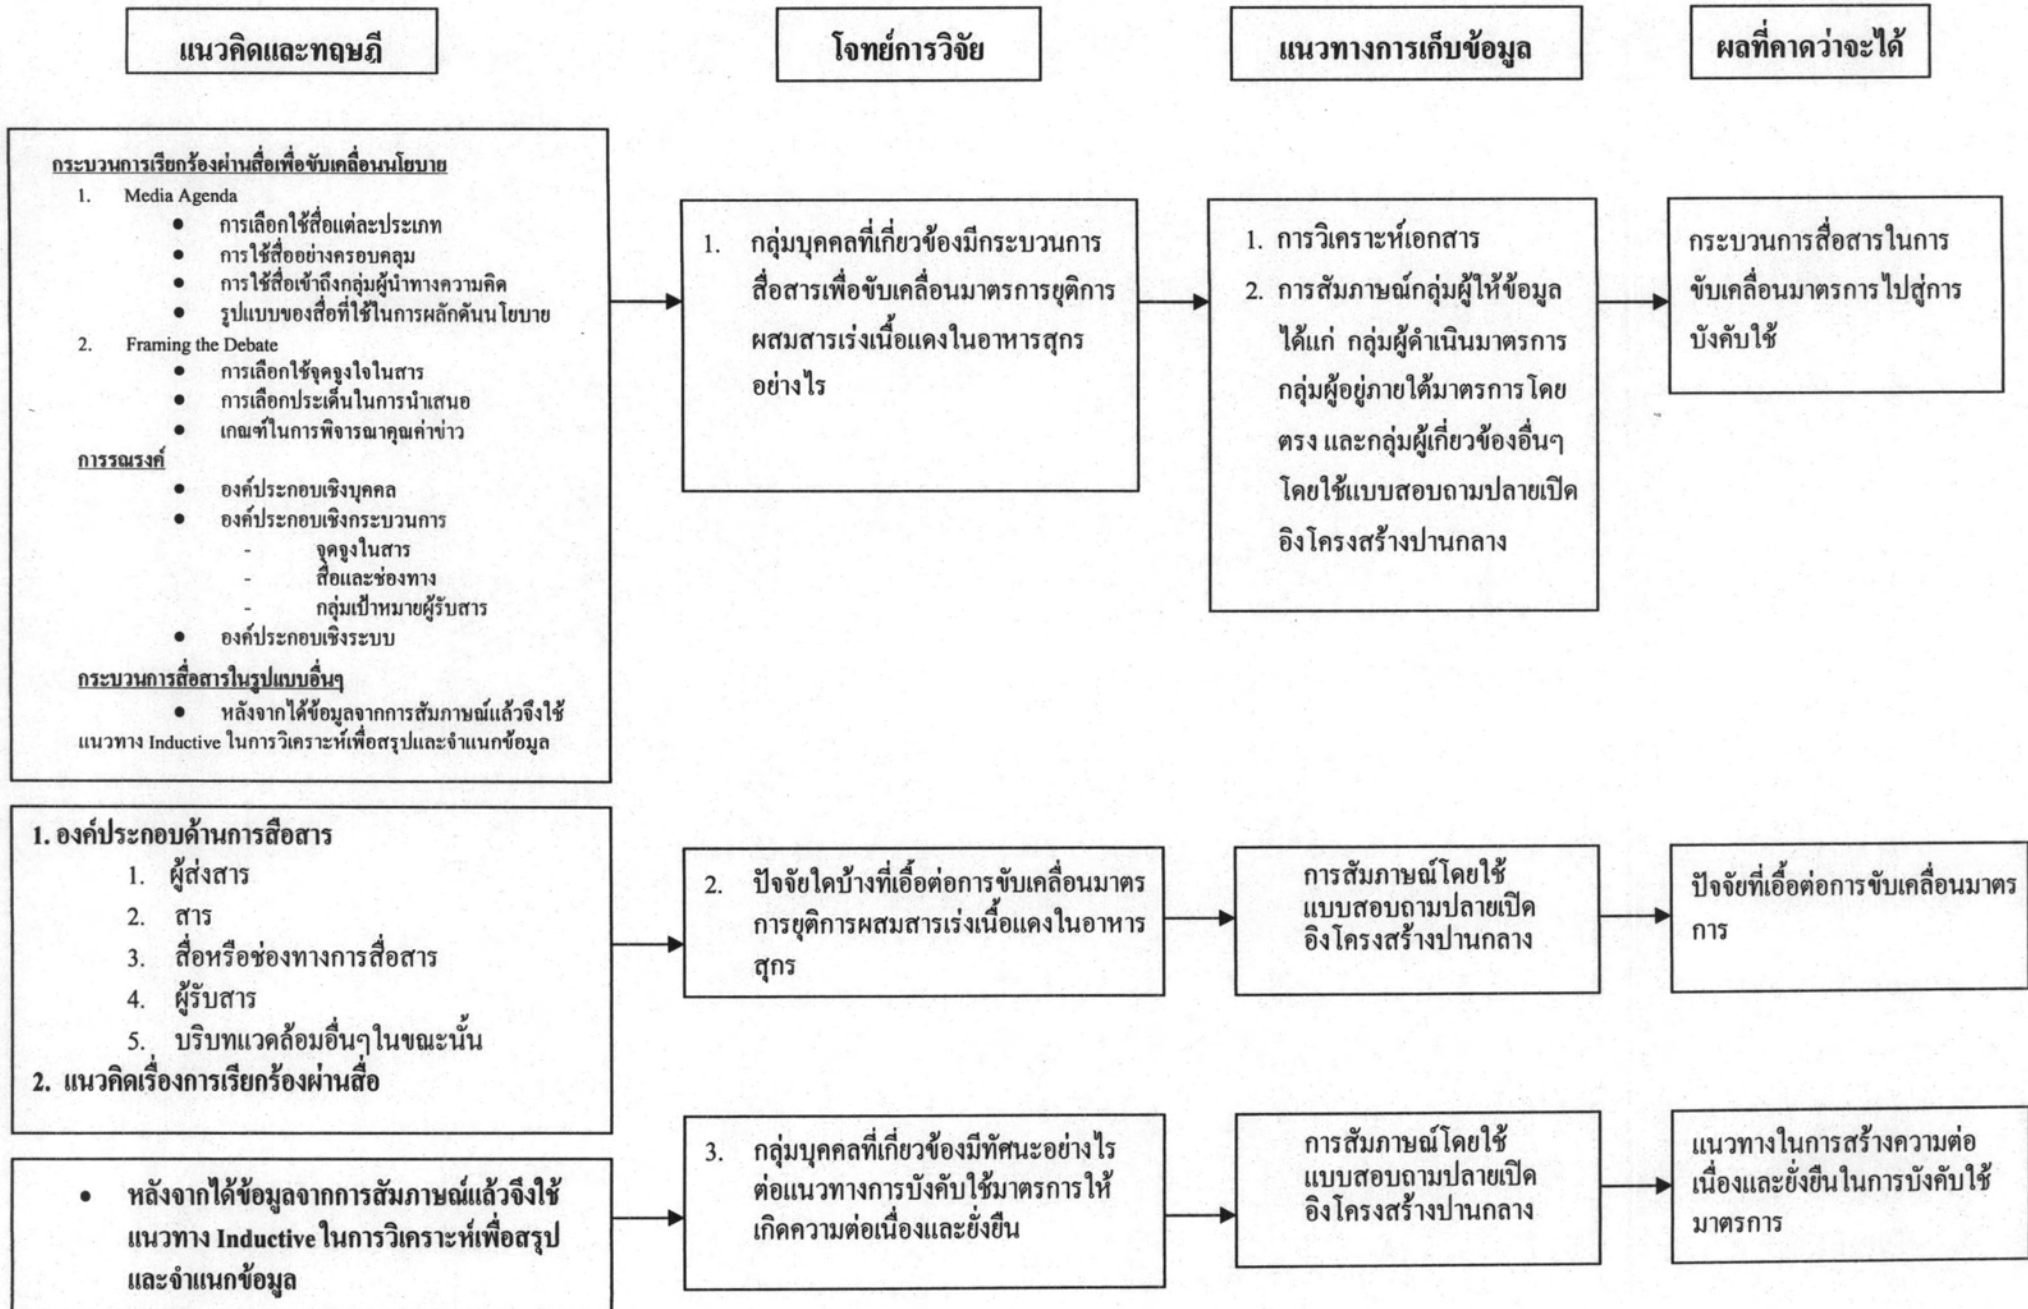 แนวคิดและทฤษฎี
โจทย์การวิจัย
แนวทางการเก็บข้อมูล
ผลที่คาดว่าจะได้
กระบวนการเรียกร้องผ่านสื่อเพื่อขับเคลื่อนนโยบาย
1. Media Agenda
● การเลือกใช้สื่อแต่ละประเภท
● การใช้สื่ออย่างครอบคลุม
● การใช้สื่อเข้าถึงกลุ่มผู้นำทางความคิด
● รูปแบบของสื่อที่ใช้ในการผลักดันนโยบาย
2. Framing the Debate
● การเลือกใช้จุดจูงใจในสาร
● การเลือกประเด็นในการนำเสนอ
● เกณฑ์ในการพิจารณาคุณค่าข่าว
การรณรงค์
● องค์ประกอบเชิงบุคคล
● องค์ประกอบเชิงกระบวนการ
- จุดจูงในสาร
- สื่อและช่องทาง
- กลุ่มเป้าหมายผู้รับสาร
● องค์ประกอบเชิงระบบ
กระบวนการสื่อสารในรูปแบบอื่นๆ
● หลังจากได้ข้อมูลจากการสัมภาษณ์แล้วจึงใช้
แนวทาง Inductive ในการวิเคราะห์เพื่อสรุปและจำแนกข้อมูล
1. กลุ่มบุคคลที่เกี่ยวข้องมีกระบวนการ
สื่อสารเพื่อขับเคลื่อนมาตรการยุติการ
ผสมสารเร่งเนื้อแดงในอาหารสุกร
อย่างไร
1. การวิเคราะห์เอกสาร
2. การสัมภาษณ์กลุ่มผู้ให้ข้อมูล
ได้แก่ กลุ่มผู้ดำเนินมาตรการ
กลุ่มผู้อยู่ภายใต้มาตรการ โดย
ตรง และกลุ่มผู้เกี่ยวข้องอื่นๆ
โดยใช้แบบสอบถามปลายเปิด
อิงโครงสร้างปานกลาง
กระบวนการสื่อสารในการ
ขับเคลื่อนมาตรการไปสู่การ
บังคับใช้
1. องค์ประกอบด้านการสื่อสาร
1. ผู้ส่งสาร
2. สาร
3. สื่อหรือช่องทางการสื่อสาร
4. ผู้รับสาร
5. บริบทแวดล้อมอื่นๆในขณะนั้น
2. แนวคิดเรื่องการเรียกร้องผ่านสื่อ
2. ปัจจัยใดบ้างที่เอื้อต่อการขับเคลื่อนมาตร
การยุติการผสมสารเร่งเนื้อแดงในอาหาร
สุกร
การสัมภาษณ์โดยใช้
แบบสอบถามปลายเปิด
อิงโครงสร้างปานกลาง
ปัจจัยที่เอื้อต่อการขับเคลื่อนมาตร
การ
● หลังจากได้ข้อมูลจากการสัมภาษณ์แล้วจึงใช้
แนวทาง Inductive ในการวิเคราะห์เพื่อสรุป
และจำแนกข้อมูล
3. กลุ่มบุคคลที่เกี่ยวข้องมีทัศนะอย่างไร
ต่อแนวทางการบังคับใช้มาตรการให้
เกิดความต่อเนื่องและยั่งยืน
การสัมภาษณ์โดยใช้
แบบสอบถามปลายเปิด
อิงโครงสร้างปานกลาง
แนวทางในการสร้างความต่อ
เนื่องและยั่งยืนในการบังคับใช้
มาตรการ